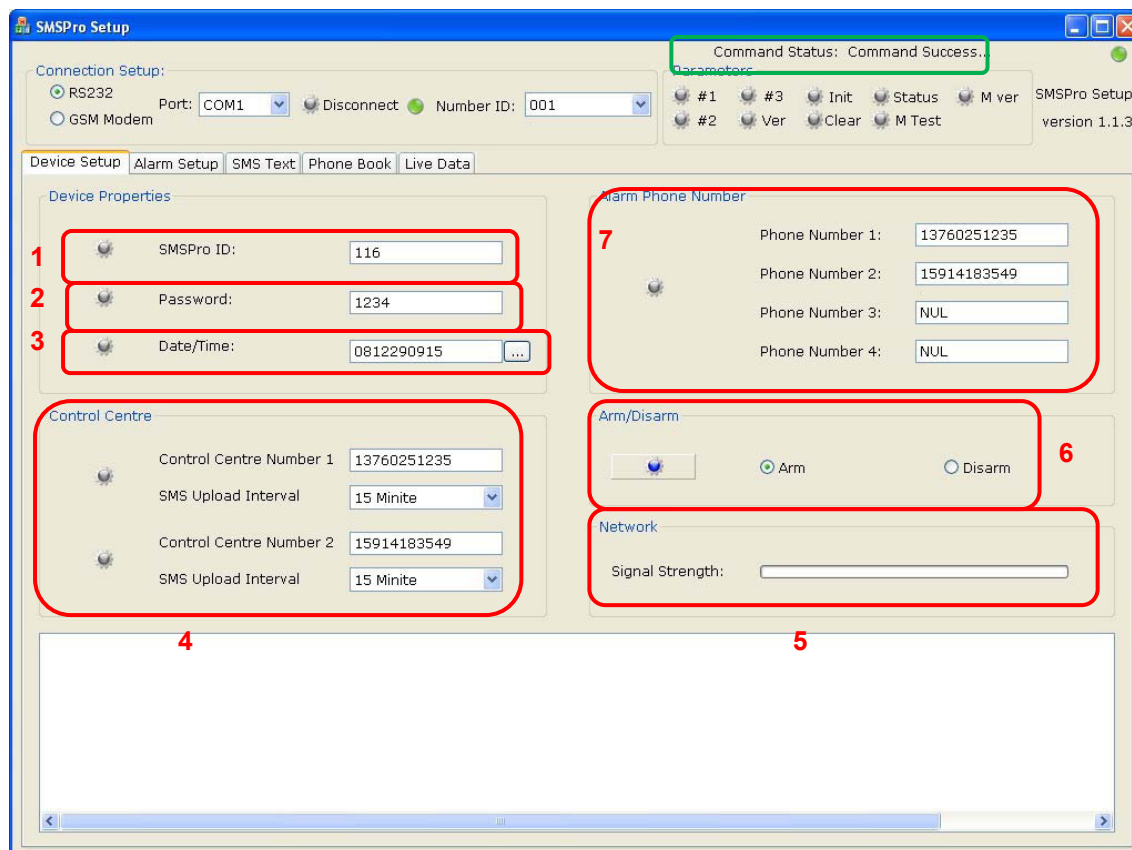 SMSPro Setup
Command Status: Command Success...
Connection Setup:
Parameters
RS232
GSM Modem
Port: COM1 Disconnect Number ID: 001
#1 #3 Init Status M ver
#2 Ver Clear M Test
SMSPro Setup
version 1.1.3
Device Setup Alarm Setup SMS Text Phone Book Live Data
Device Properties
1 SMSPro ID: 116
2 Password: 1234
3 Date/Time: 0812290915 ...
Alarm Phone Number
7
Phone Number 1: 13760251235
Phone Number 2: 15914183549
Phone Number 3: NUL
Phone Number 4: NUL
Control Centre
Control Centre Number 1 13760251235
SMS Upload Interval 15 Minite
Control Centre Number 2 15914183549
SMS Upload Interval 15 Minite
4
Arm/Disarm
Arm Disarm
6
Network
Signal Strength:
5